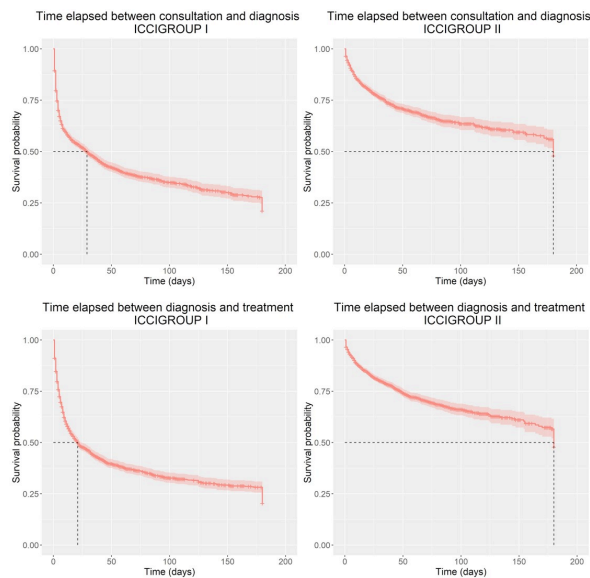 Time elapsed between consultation and diagnosis
ICCIGROUP I
1.00
0.75
0.50
0.25
0.00
Survival probability
0
50
100
150
200
Time (days)
Time elapsed between consultation and diagnosis
ICCIGROUP II
1.00
0.75
0.50
0.25
0.00
Survival probability
0
50
100
150
200
Time (days)
Time elapsed between diagnosis and treatment
ICCIGROUP I
1.00
0.75
0.50
0.25
0.00
Survival probability
0
50
100
150
200
Time (days)
Time elapsed between diagnosis and treatment
ICCIGROUP II
1.00
0.75
0.50
0.25
0.00
Survival probability
0
50
100
150
200
Time (days)